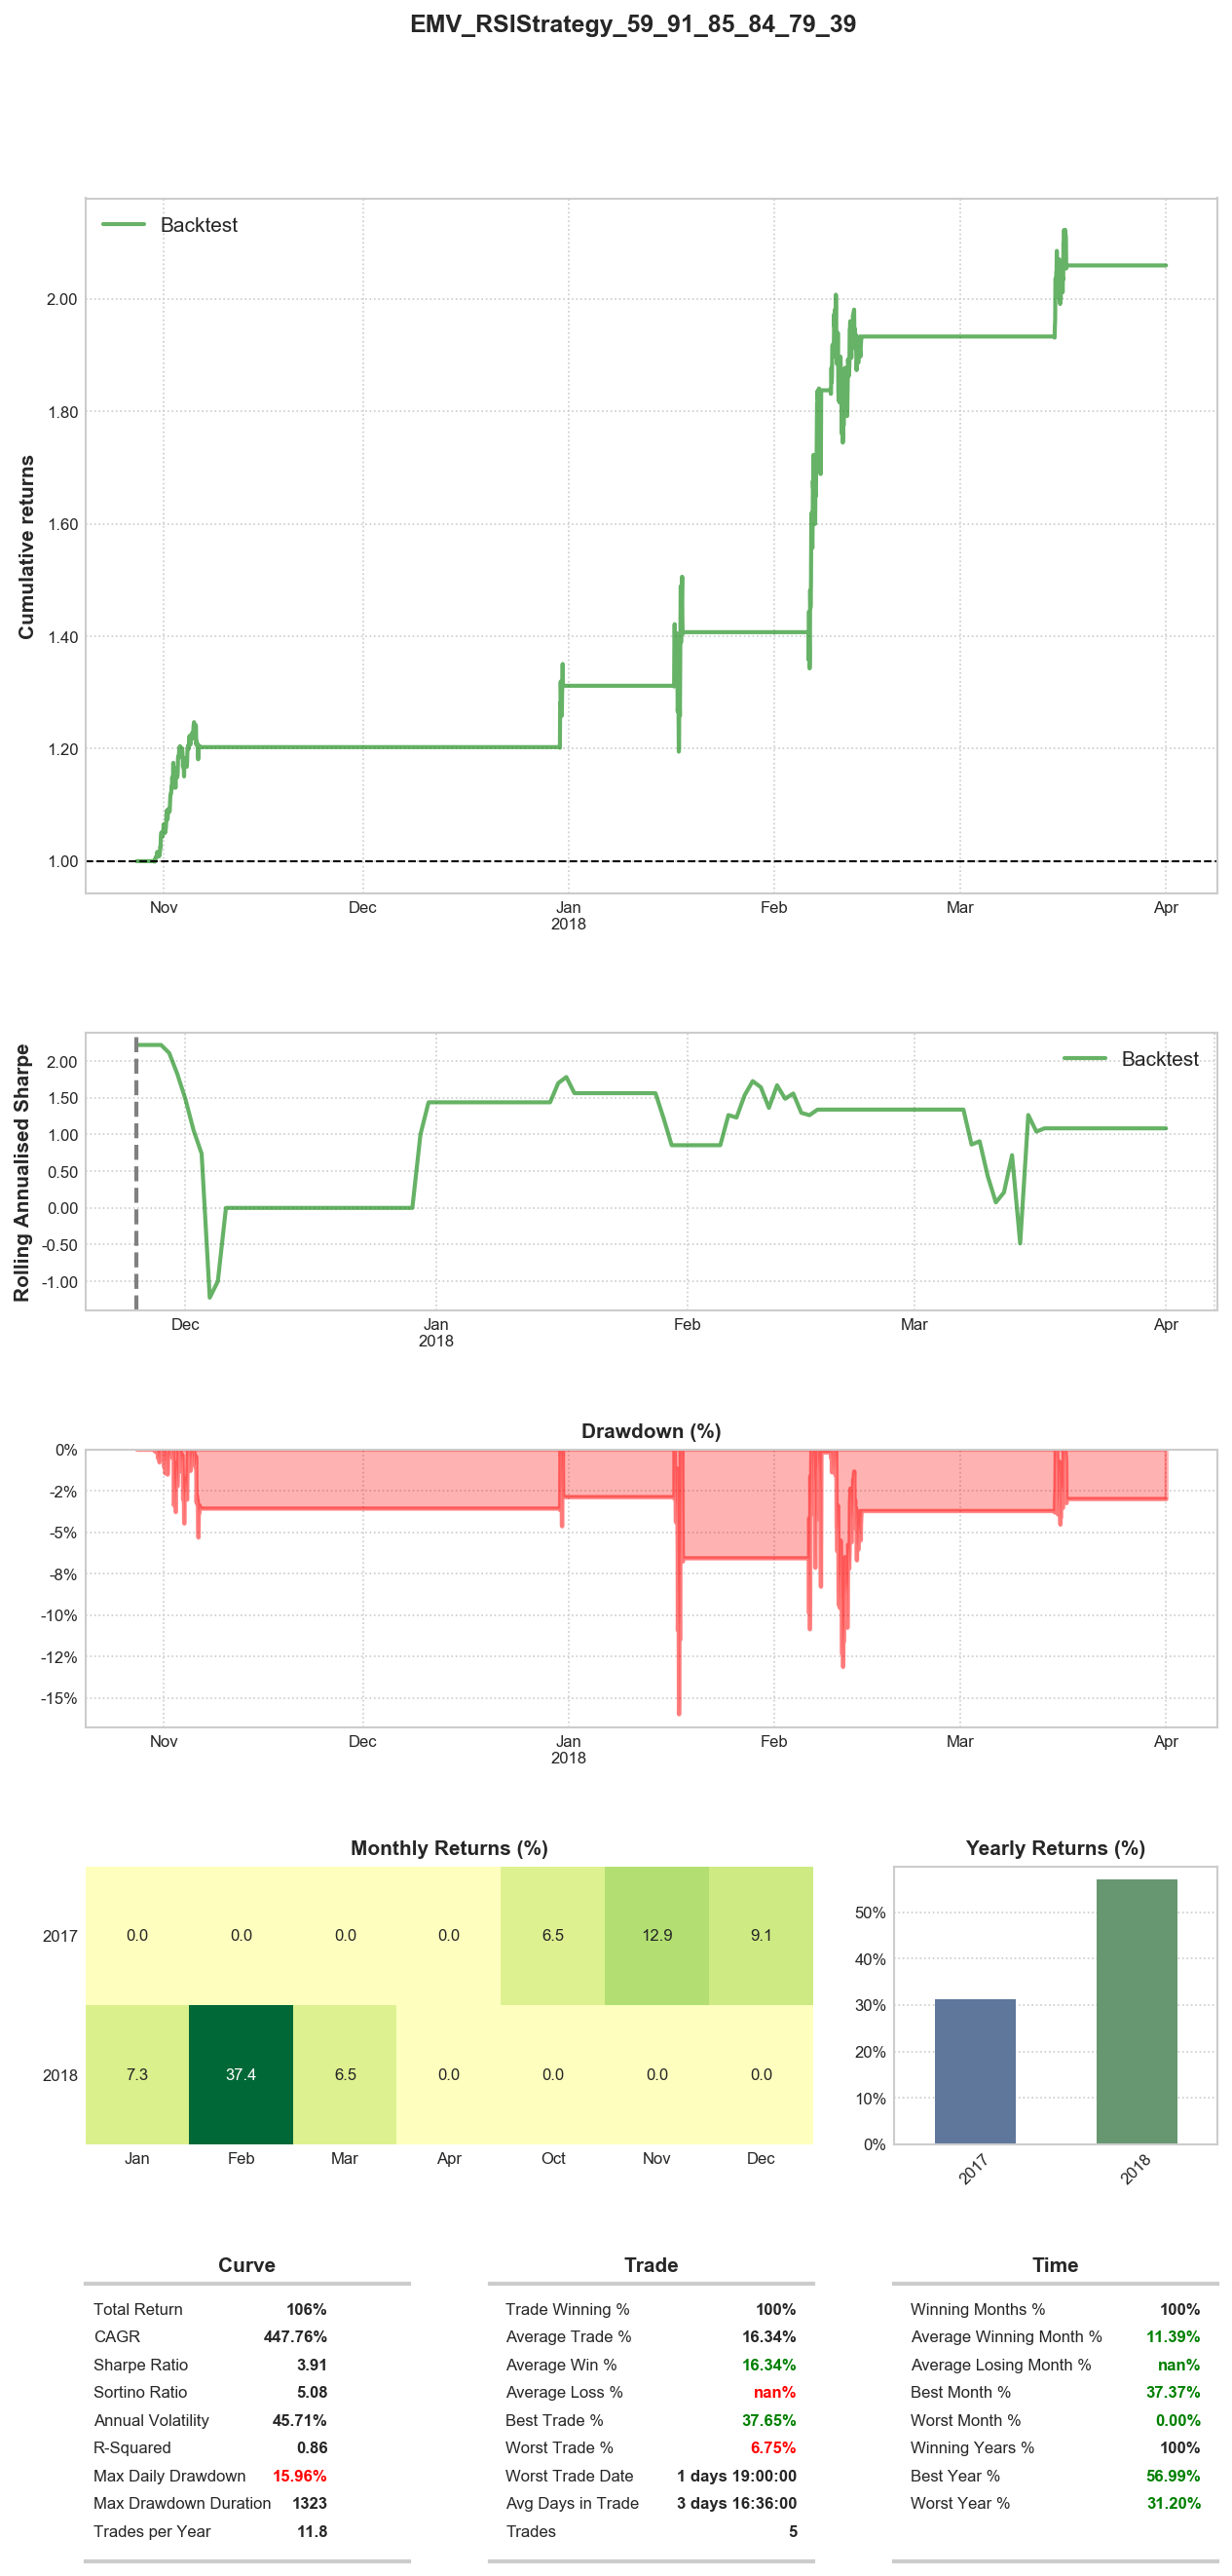 EMV_RSIStrategy_59_91_85_84_79_39
Backtest
Cumulative returns
2.00
1.80
1.60
1.40
1.20
1.00
Nov Dec Jan Feb Mar Apr
2018
Backtest
Rolling Annualised Sharpe
2.00
1.50
1.00
0.50
0.00
-0.50
-1.00
Dec Jan Feb Mar Apr
2018
Drawdown (%)
0%
-2%
-5%
-8%
-10%
-12%
-15%
Nov Dec Jan Feb Mar Apr
2018
Monthly Returns (%)
2017 0.0 0.0 0.0 0.0 6.5 12.9 9.1
2018 7.3 37.4 6.5 0.0 0.0 0.0 0.0
Jan Feb Mar Apr Oct Nov Dec
Yearly Returns (%)
50%
40%
30%
20%
10%
0%
2017 2018
Curve
Total Return 106%
CAGR 447.76%
Sharpe Ratio 3.91
Sortino Ratio 5.08
Annual Volatility 45.71%
R-Squared 0.86
Max Daily Drawdown 15.96%
Max Drawdown Duration 1323
Trades per Year 11.8
Trade
Trade Winning % 100%
Average Trade % 16.34%
Average Win % 16.34%
Average Loss % nan%
Best Trade % 37.65%
Worst Trade % 6.75%
Worst Trade Date 1 days 19:00:00
Avg Days in Trade 3 days 16:36:00
Trades 5
Time
Winning Months % 100%
Average Winning Month % 11.39%
Average Losing Month % nan%
Best Month % 37.37%
Worst Month % 0.00%
Winning Years % 100%
Best Year % 56.99%
Worst Year % 31.20%